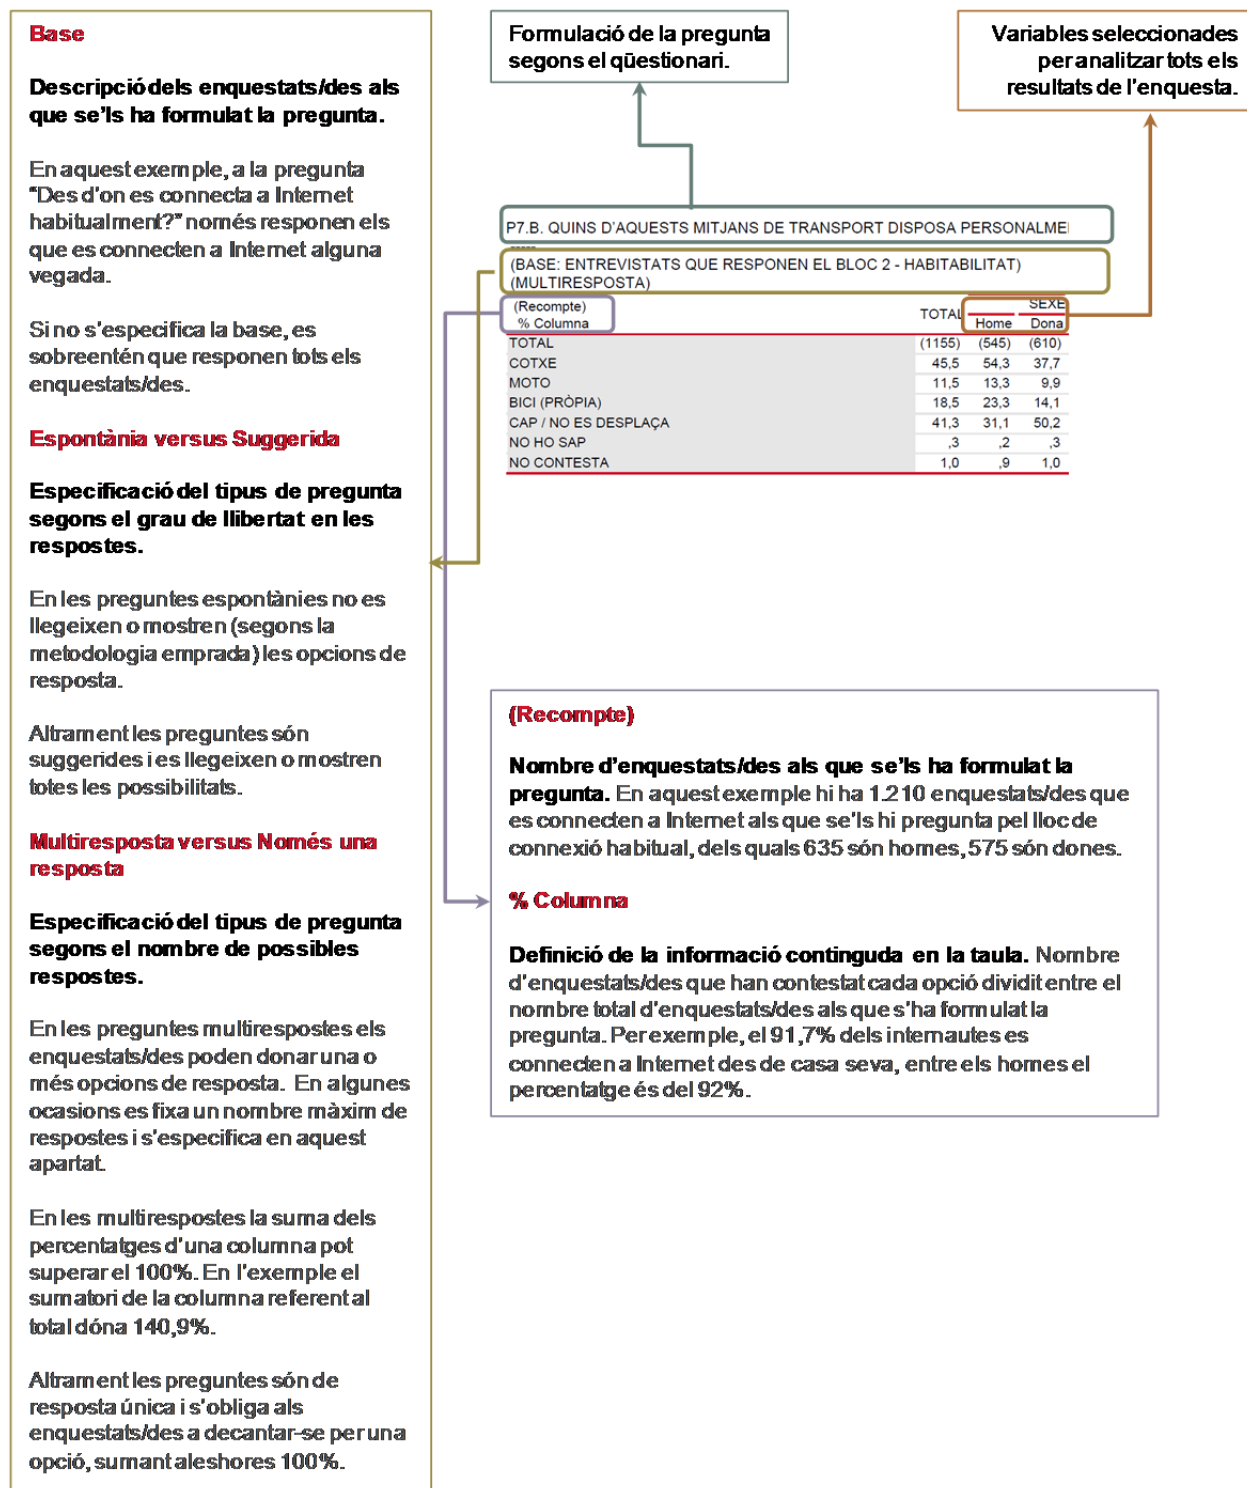 Base
Descripció dels enquestats/des als
que se'ls ha formulat la pregunta.
En aquest exemple, a la pregunta
"Des d'on es connecta a Internet
habitualment?" només responen els
que es connecten a Internet alguna
vegada.
Si no s'especifica la base, es
sobreentén que responen tots els
enquestats/des.
Espontània versus Suggerida
Especificació del tipus de pregunta
segons el grau de llibertat en les
respostes.
En les preguntes espontànies no es
llegeixen o mostren (segons la
metodologia emprada) les opcions de
resposta.
Altrament les preguntes són
suggerides i es llegeixen o mostren
totes les possibilitats.
Multiresposta versus Només una
resposta
Especificació del tipus de pregunta
segons el nombre de possibles
respostes.
En les preguntes multirespostes els
enquestats/des poden donar una o
més opcions de resposta. En algunes
ocasions es fixa un nombre màxim de
respostes i s'especifica en aquest
apartat.
En les multirespostes la suma dels
percentatges d'una columna pot
superar el 100%. En l'exemple el
sumatori de la columna referent al
total dóna 140,9%.
Altrament les preguntes són de
resposta única i s'obliga als
enquestats/des a decantar-se per una
opció, sumant aleshores 100%.
Formulació de la pregunta
segons el qüestionari.
Variables seleccionades
per analitzar tots els
resultats de l'enquesta.
P7.B. QUINS D'AQUESTS MITJANS DE TRANSPORT DISPOSA PERSONALME
(BASE: ENTREVISTATS QUE RESPONEN EL BLOC 2 - HABITABILITAT)
(MULTIRESPOSTA)
(Recompte)
% Columna
TOTAL
SEXE
Home Dona
TOTAL (1155) (545) (610)
COTXE 45,5 54,3 37,7
MOTO 11,5 13,3 9,9
BICI (PRÒPIA) 18,5 23,3 14,1
CAP / NO ES DESPLAÇA 41,3 31,1 50,2
NO HO SAP ,3 ,2 ,3
NO CONTESTA 1,0 ,9 1,0
(Recompte)
Nombre d'enquestats/des als que se'ls ha formulat la
pregunta. En aquest exemple hi ha 1.210 enquestats/des que
es connecten a Internet als que se'ls hi pregunta pel lloc de
connexió habitual, dels quals 635 són homes, 575 són dones.
% Columna
Definició de la informació continguda en la taula. Nombre
d'enquestats/des que han contestat cada opció dividit entre el
nombre total d'enquestats/des als que s'ha formulat la
pregunta. Per exemple, el 91,7% dels internautes es
connecten a Internet des de casa seva, entre els homes el
percentatge és del 92%.